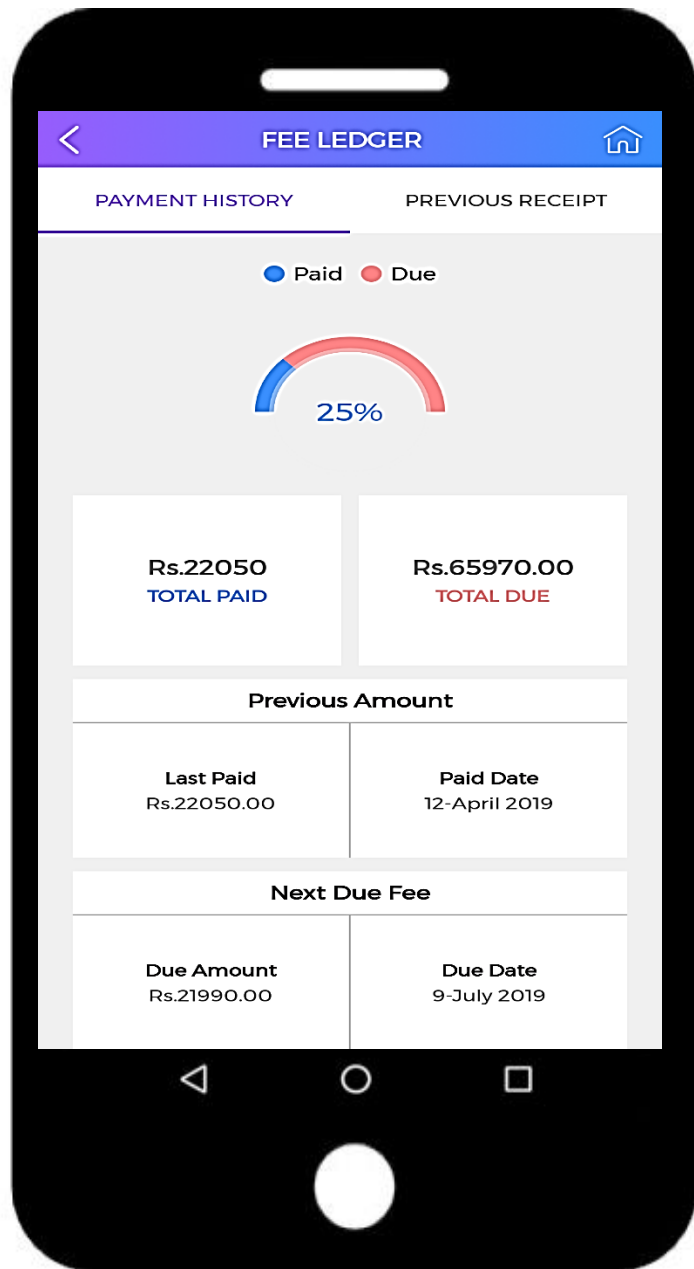 FEE LEDGER
PAYMENT HISTORY PREVIOUS RECEIPT
Paid Due
25%
Rs.22050 Rs.65970.00
TOTAL PAID TOTAL DUE
Previous Amount
Last Paid Paid Date
Rs.22050.00 12-April 2019
Next Due Fee
Due Amount Due Date
Rs.21990.00 9-July 2019